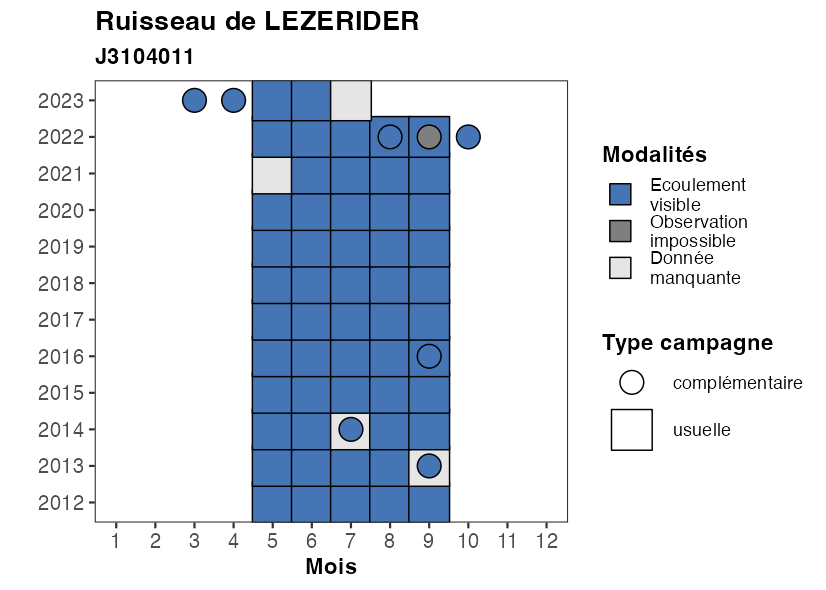 Ruisseau de LEZERIDER
J3104011
2023
2022
2021
2020
2019
2018
2017
2016
2015
2014
2013
2012
1 2 3 4 5 6 7 8 9 10 11 12
Mois
Modalités
Ecoulement
visible
Observation
impossible
Donnée
manquante
Type campagne
complémentaire
usuelle